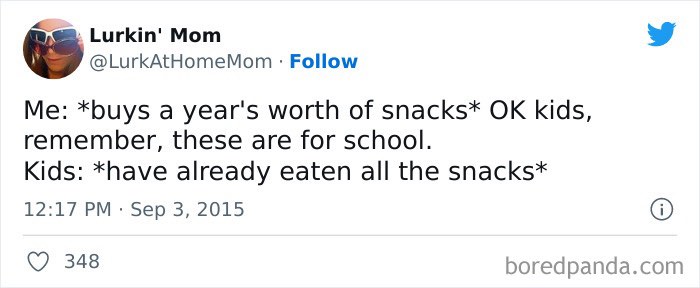 Lurkin' Mom
@LurkAtHomeMom · Follow
Me: *buys a year's worth of snacks* OK kids,
remember, these are for school.
Kids: *have already eaten all the snacks*
12:17 PM · Sep 3, 2015
348
boredpanda.com